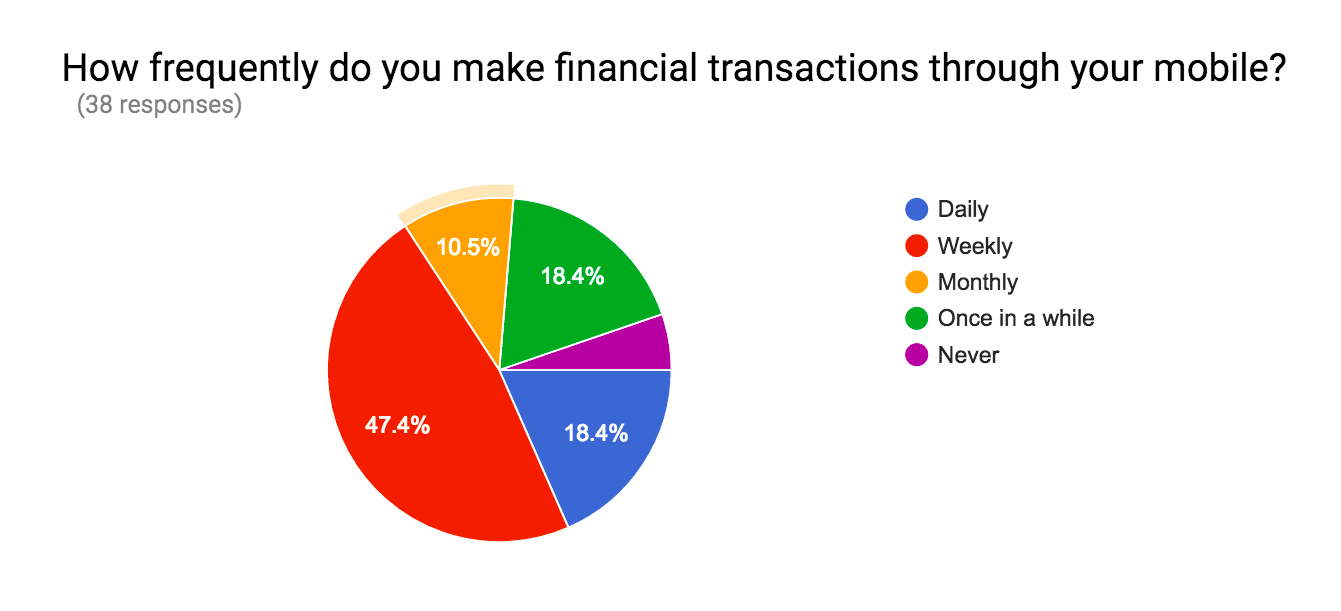 How frequently do you make financial transactions through your mobile?
(38 responses)
10.5%
18.4%
47.4%
18.4%
Daily
Weekly
Monthly
Once in a while
Never